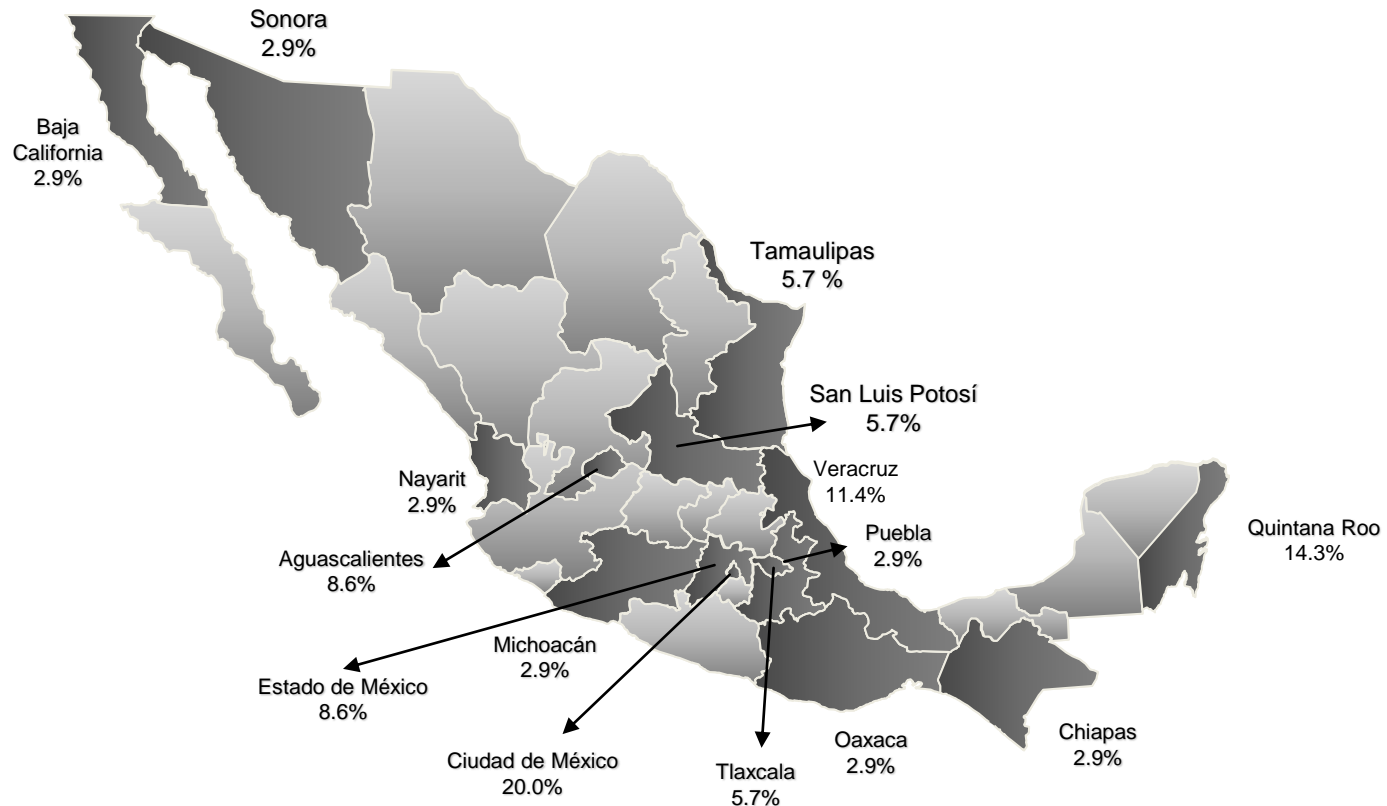 Sonora
2.9%
Baja
California
2.9%
Tamaulipas
5.7 %
San Luis Potosí
5.7%
Nayarit
2.9%
Veracruz
11.4%
Puebla
2.9%
Quintana Roo
14.3%
Aguascalientes
8.6%
Michoacán
2.9%
Estado de México
8.6%
Ciudad de México
20.0%
Tlaxcala
5.7%
Oaxaca
2.9%
Chiapas
2.9%